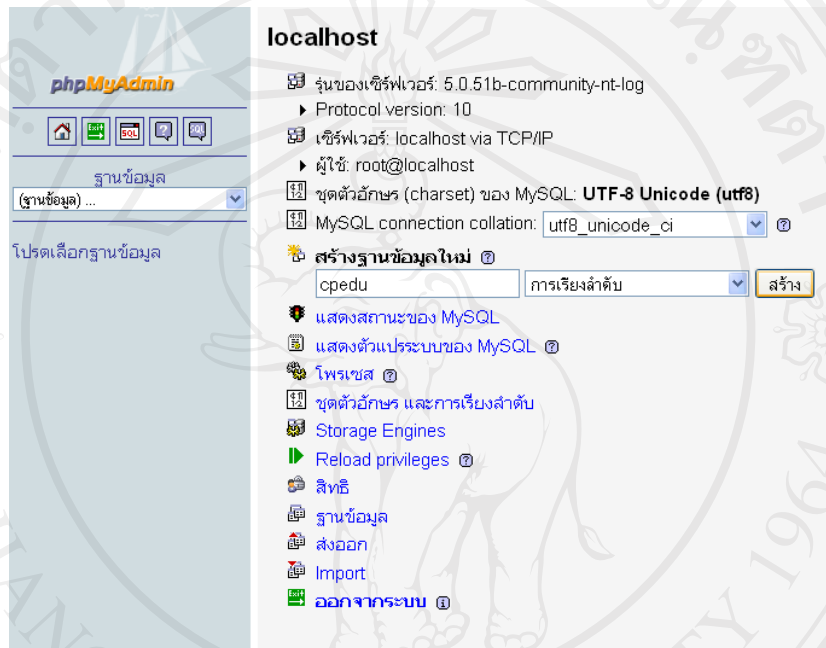 phpMyAdmin
Exit
SQL
SQL
ฐานข้อมูล
(ฐานข้อมูล) ...
โปรดเลือกฐานข้อมูล
localhost
รุ่นของเซิร์ฟเวอร์: 5.0.51b-community-nt-log
Protocol version: 10
เซิร์ฟเวอร์: localhost via TCP/IP
ผู้ใช้: root@localhost
ชุดตัวอักษร (charset) ของ MySQL: UTF-8 Unicode (utf8)
MySQL connection collation: utf8_unicode_ci
สร้างฐานข้อมูลใหม่
cpedu การเรียงลำดับ สร้าง
แสดงสถานะของ MySQL
แสดงตัวแปรระบบของ MySQL
โพรเซส
ชุดตัวอักษร และการเรียงลำดับ
Storage Engines
Reload privileges
สิทธิ
ฐานข้อมูล
ส่งออก
Import
ออกจากระบบ
1964